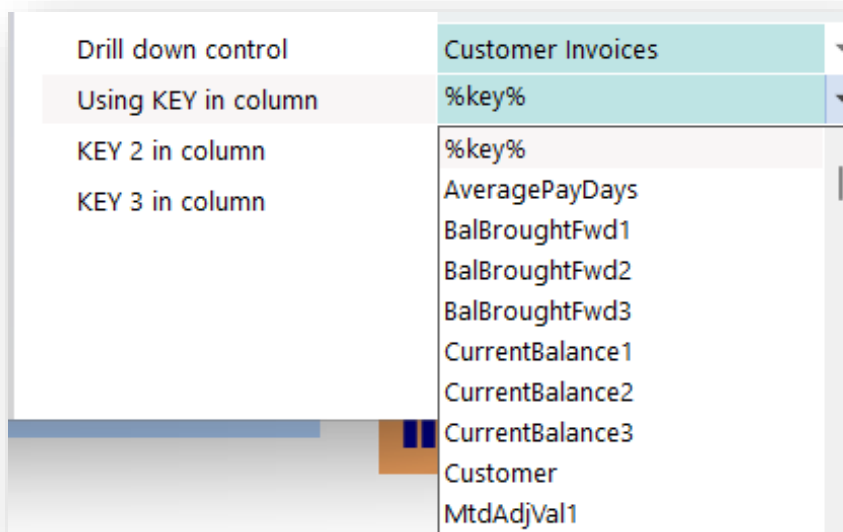 Drill down control Customer Invoices
Using KEY in column %key%
KEY 2 in column %key%
AveragePayDays
KEY 3 in column
BalBroughtFwd1
BalBroughtFwd2
BalBroughtFwd3
CurrentBalance1
CurrentBalance2
CurrentBalance3
Customer
MtdAdjVal1